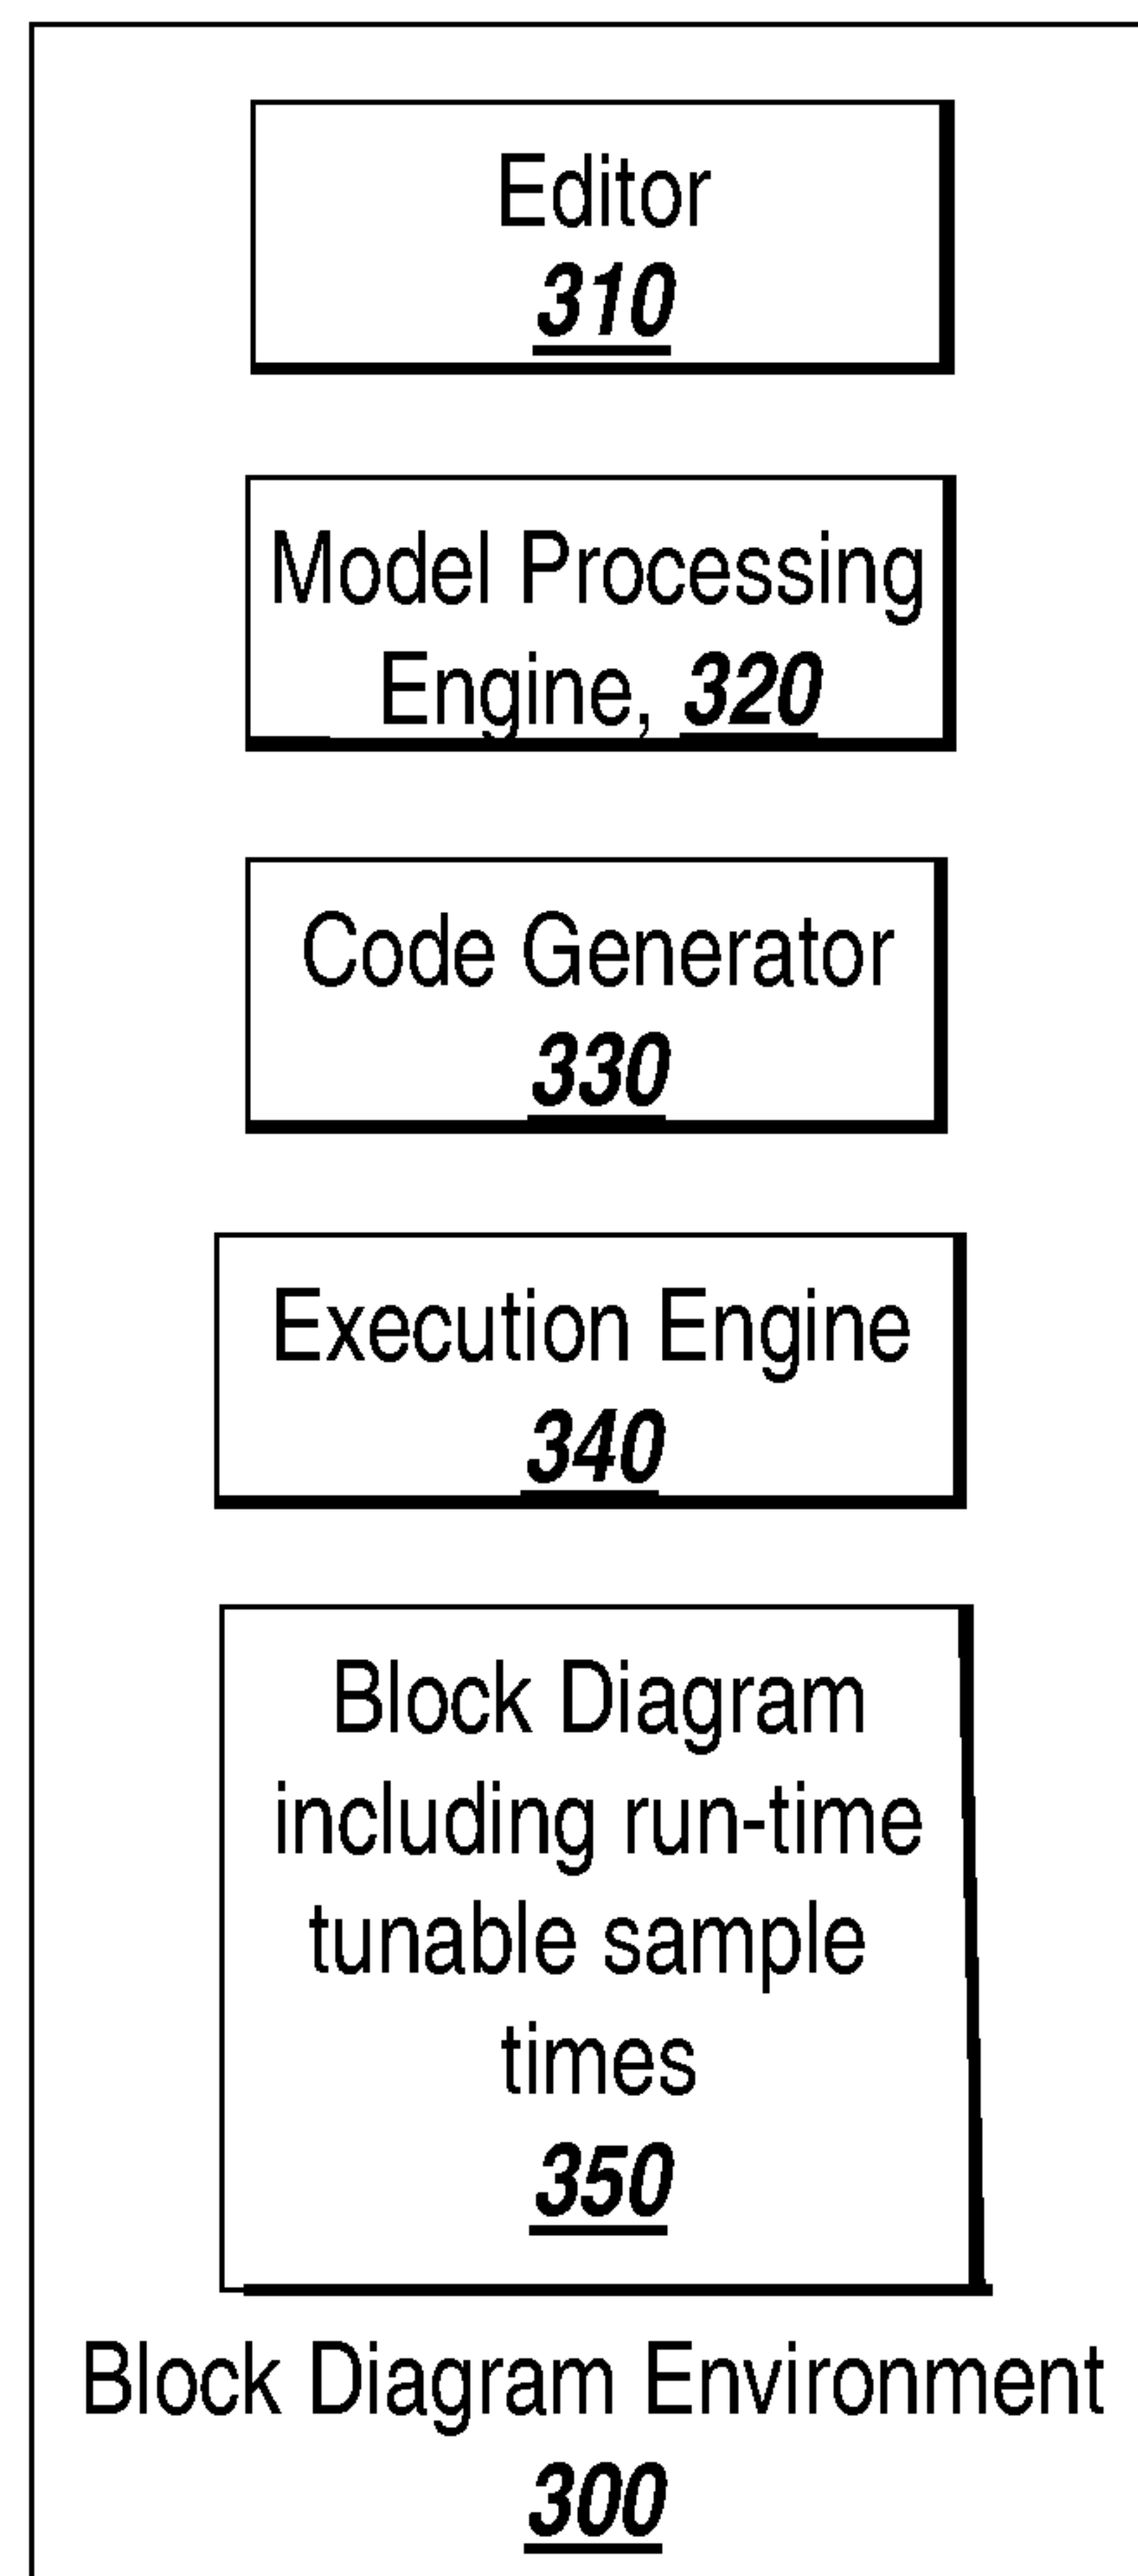 Editor
310
Model Processing
Engine, 320
Code Generator
330
Execution Engine
340
Block Diagram
including run-time
tunable sample
times
350
Block Diagram Environment
300